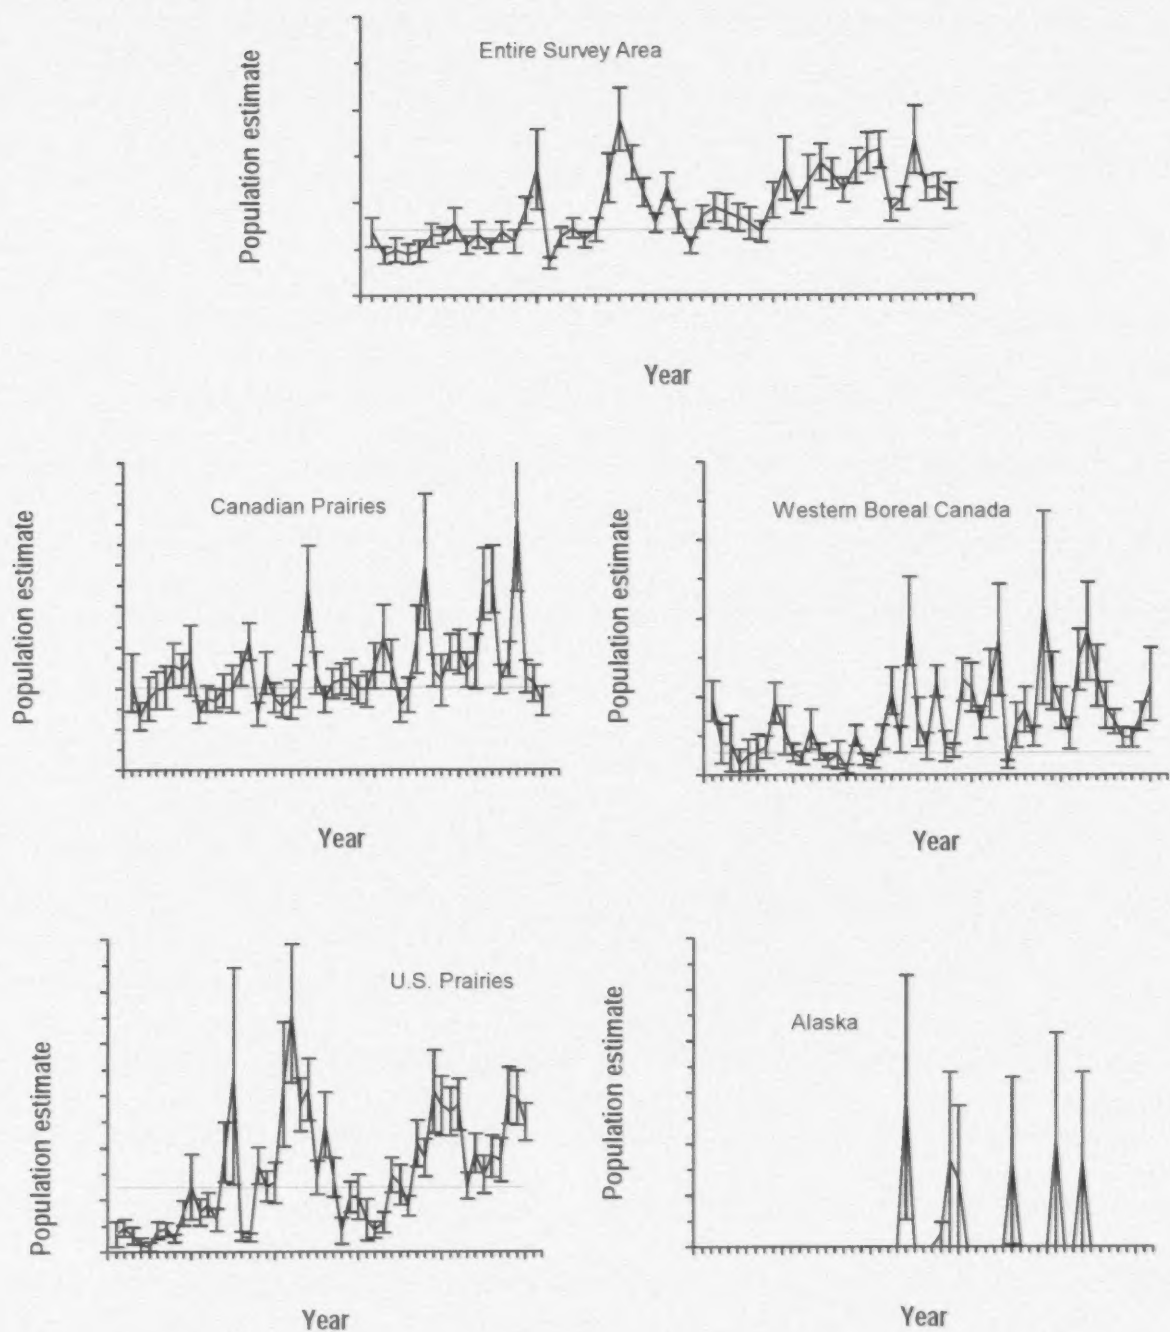 Entire Survey Area
Population estimate
Year
Canadian Prairies
Population estimate
Year
Western Boreal Canada
Population estimate
Year
U.S. Prairies
Population estimate
Year
Alaska
Population estimate
Year